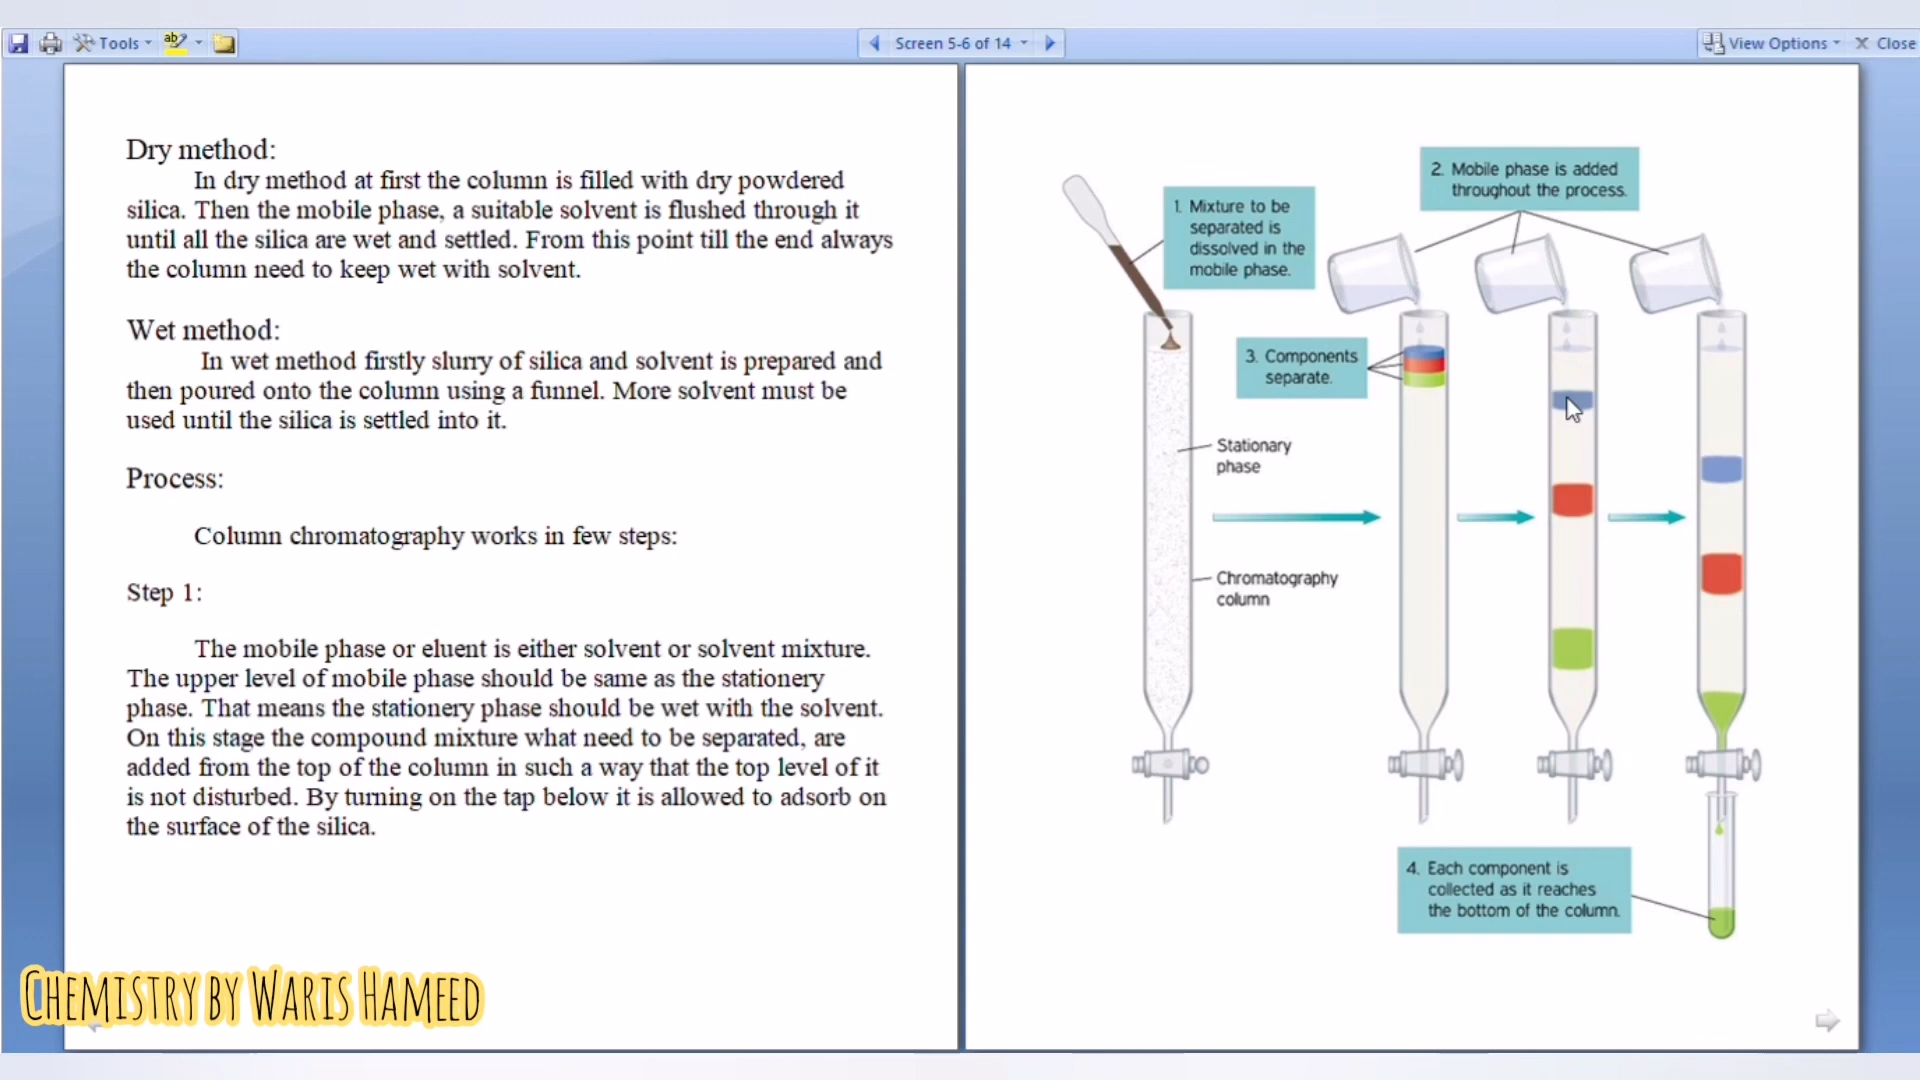 Tools
Screen 5-6 of 14
View Options
Close
Dry method:
In dry method at first the column is filled with dry powdered
silica. Then the mobile phase, a suitable solvent is flushed through it
until all the silica are wet and settled. From this point till the end always
the column need to keep wet with solvent.
Wet method:
In wet method firstly slurry of silica and solvent is prepared and
then poured onto the column using a funnel. More solvent must be
used until the silica is settled into it.
Process:
Column chromatography works in few steps:
Step 1:
The mobile phase or eluent is either solvent or solvent mixture.
The upper level of mobile phase should be same as the stationery
phase. That means the stationery phase should be wet with the solvent.
On this stage the compound mixture what need to be separated, are
added from the top of the column in such a way that the top level of it
is not disturbed. By turning on the tap below it is allowed to adsorb on
the surface of the silica.
1. Mixture to be
separated is
dissolved in the
mobile phase.
2. Mobile phase is added
throughout the process.
3. Components
separate.
Stationary
phase
Chromatography
column
4. Each component is
collected as it reaches
the bottom of the column.
Chemistry by Waris Hameed